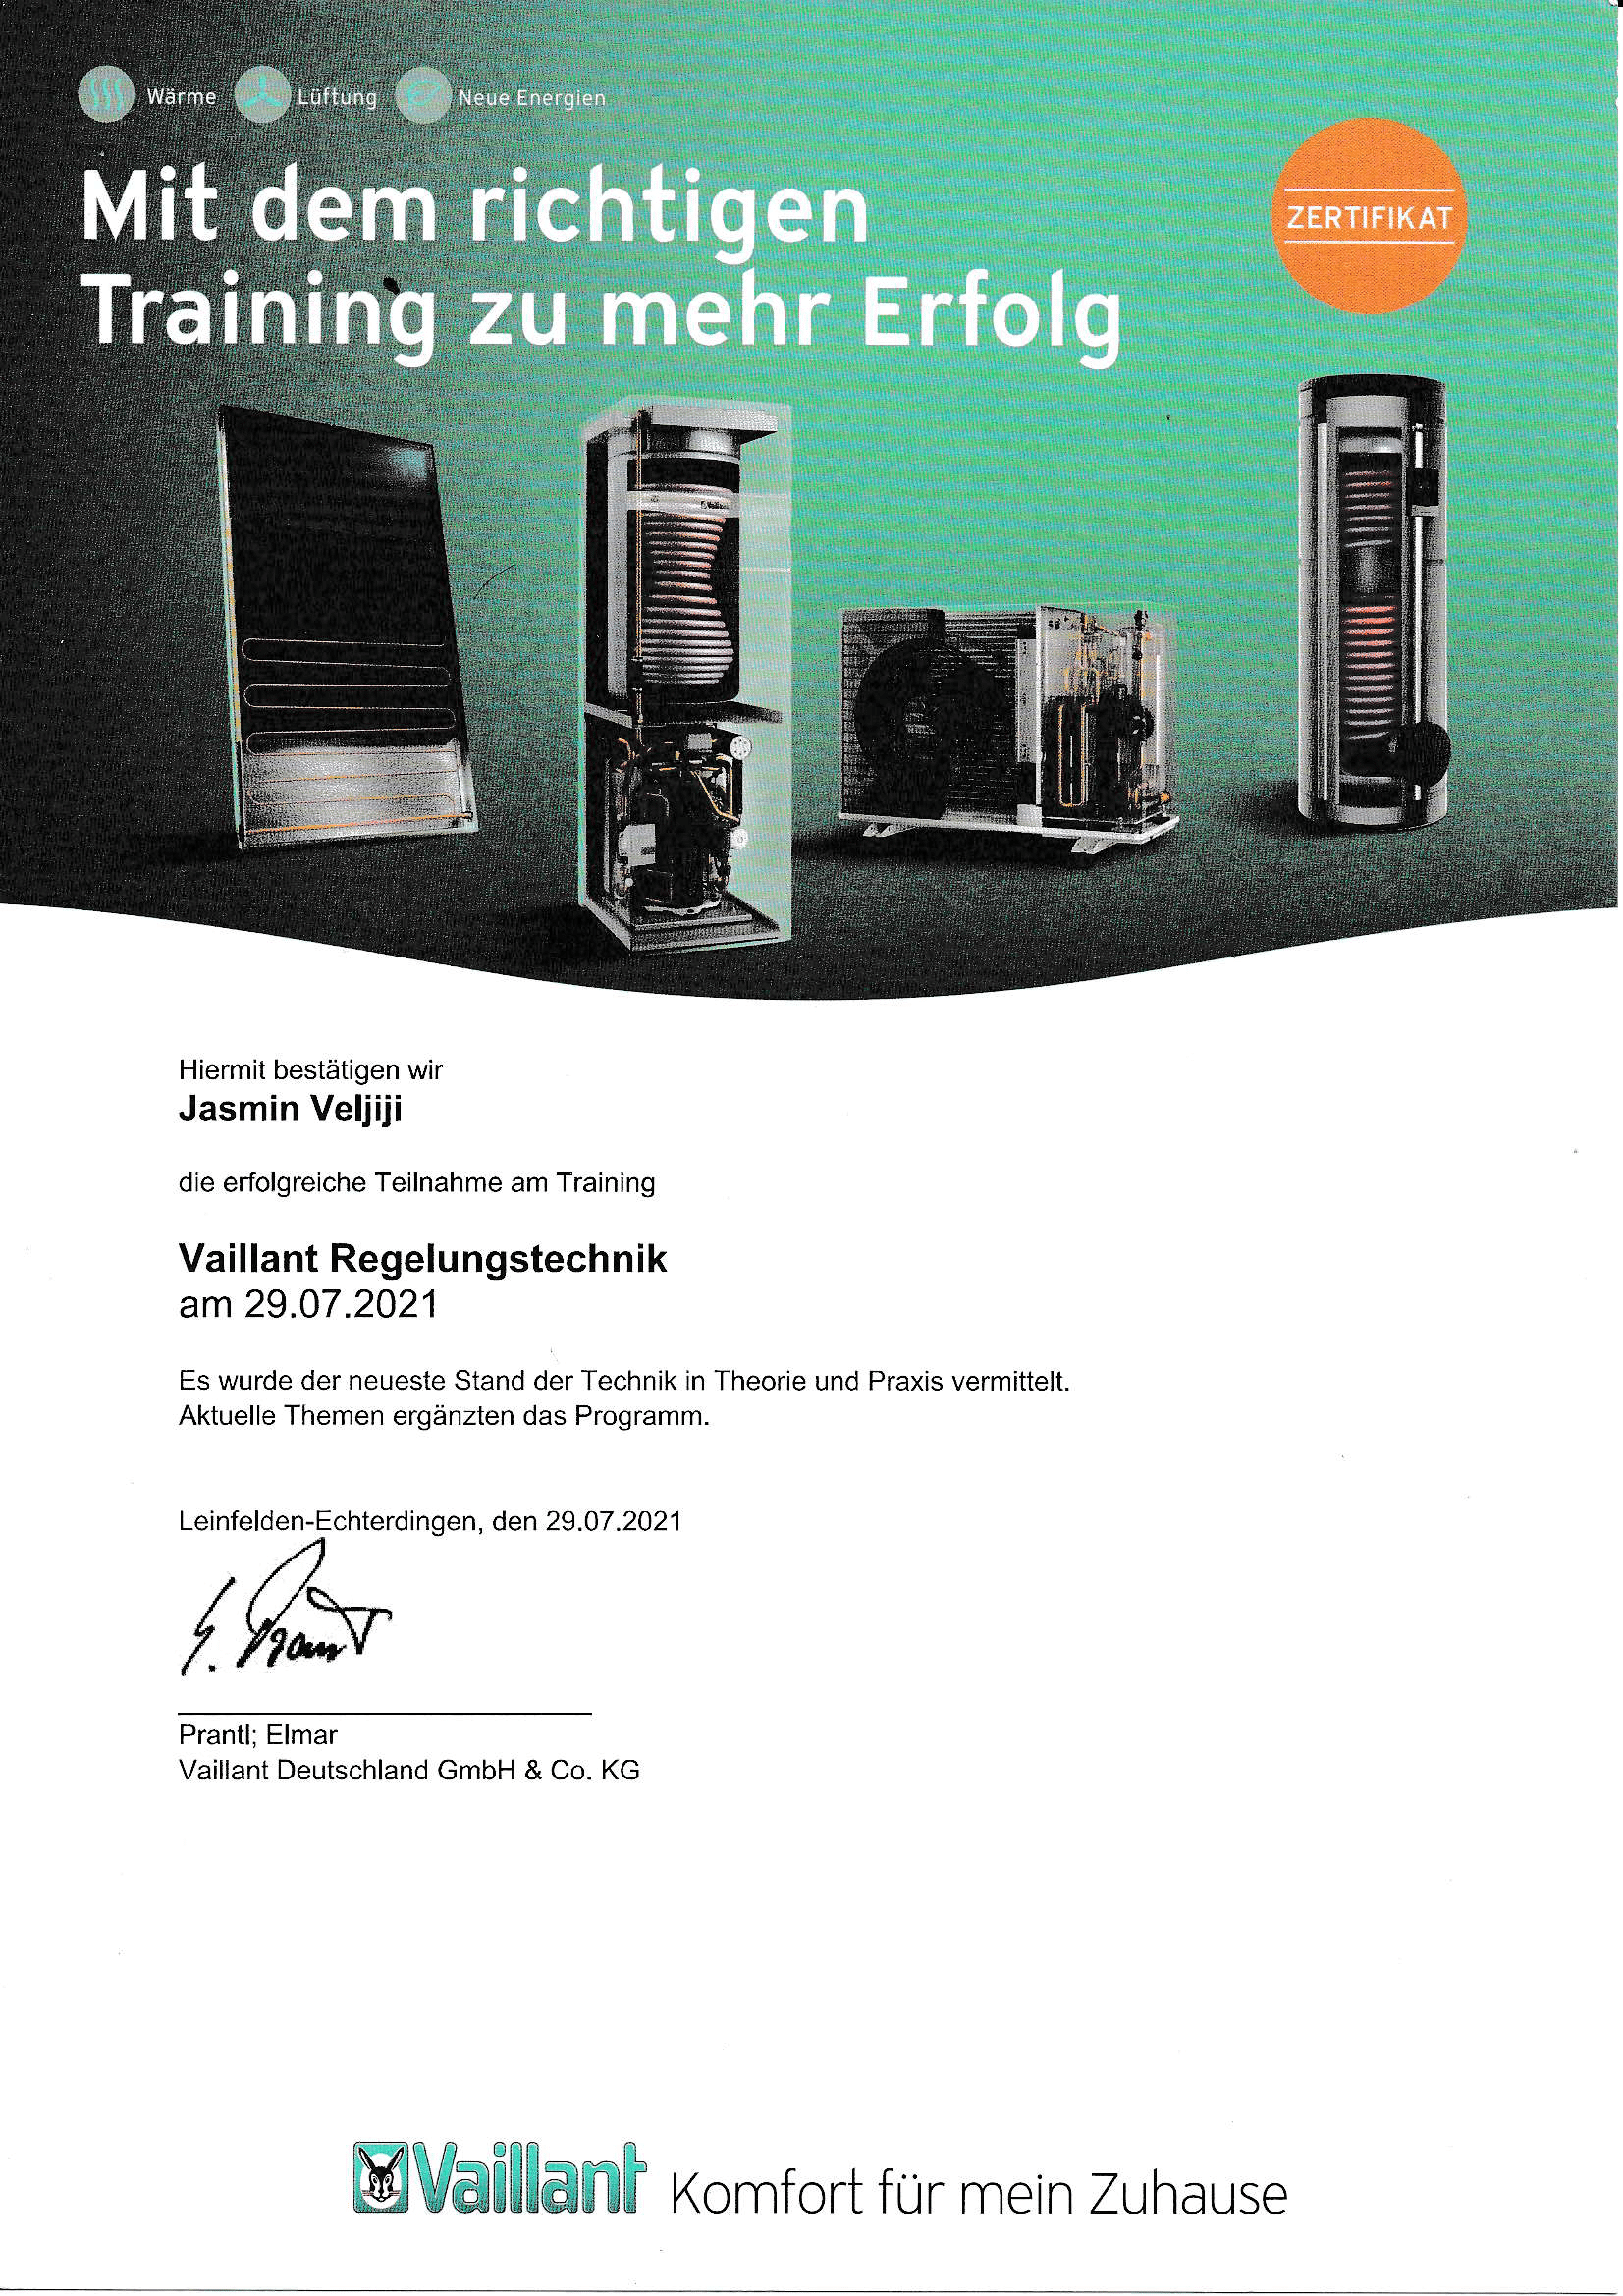 Wärme Lüftung Neue Energien
Mit dem richtigen
Training zu mehr Erfolg
ZERTIFIKAT
Hiermit bestätigen wir
Jasmin Veljiji
die erfolgreiche Teilnahme am Training
Vaillant Regelungstechnik
am 29.07.2021
Es wurde der neueste Stand der Technik in Theorie und Praxis vermittelt.
Aktuelle Themen ergänzten das Programm.
Leinfelden-Echterdingen, den 29.07.2021
Prantl; Elmar
Vaillant Deutschland GmbH & Co. KG
Vaillant Komfort für mein Zuhause